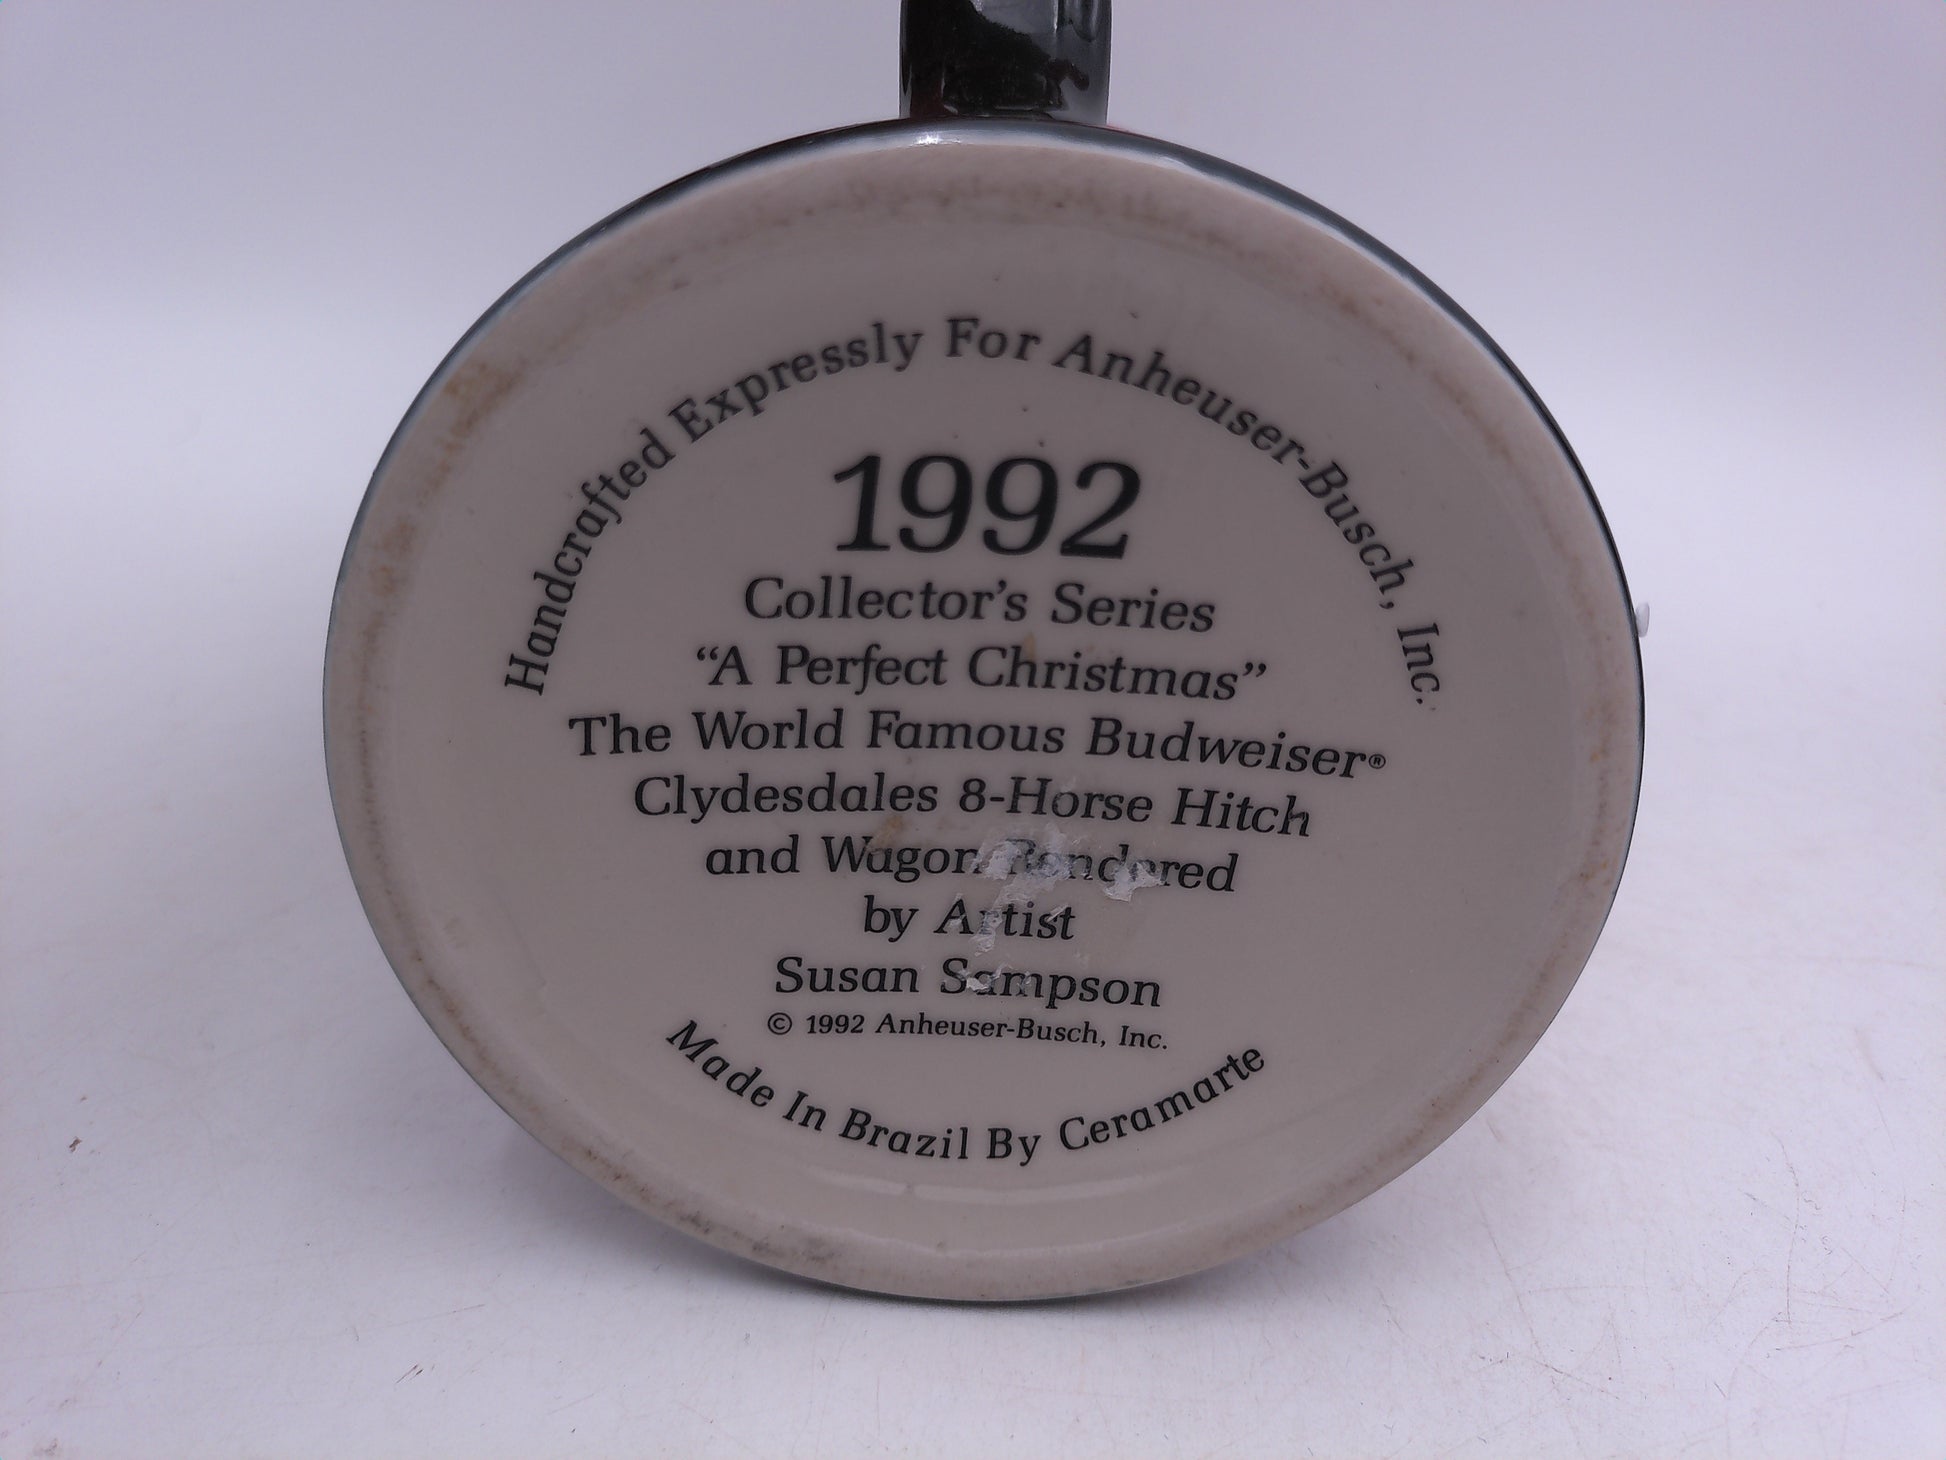 Handcrafted Expressly For Anheuser-Busch, Inc.
1992
Collector's Series
“A Perfect Christmas”
The World Famous Budweiser®
Clydesdales 8-Horse Hitch
and Wagon Rendered
by Artist
Susan Sampson
© 1992 Anheuser-Busch, Inc.
Made In Brazil By Ceramarte